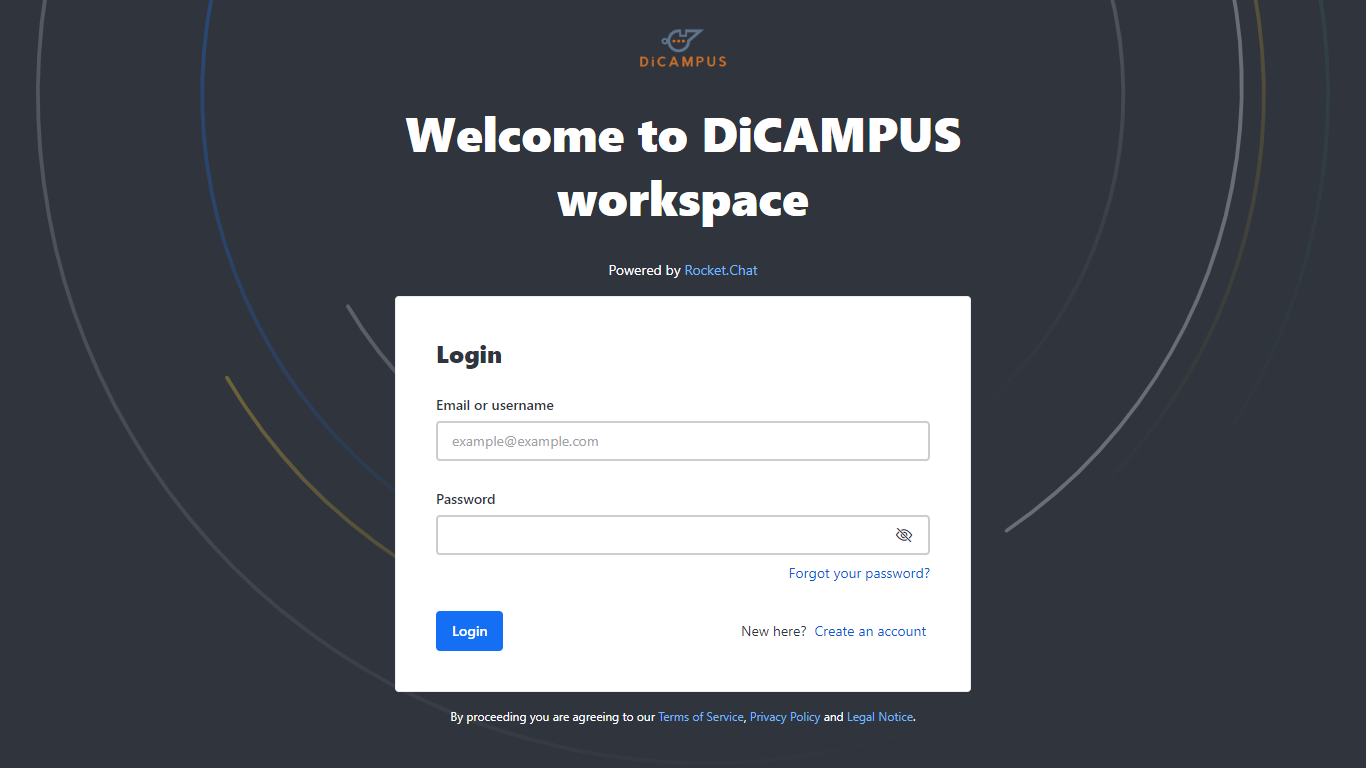 DiCAMPUS
Welcome to DiCAMPUS
workspace
Powered by Rocket.Chat
Login
Email or username
example@example.com
Password
Forgot your password?
Login
New here? Create an account
By proceeding you are agreeing to our Terms of Service, Privacy Policy and Legal Notice.